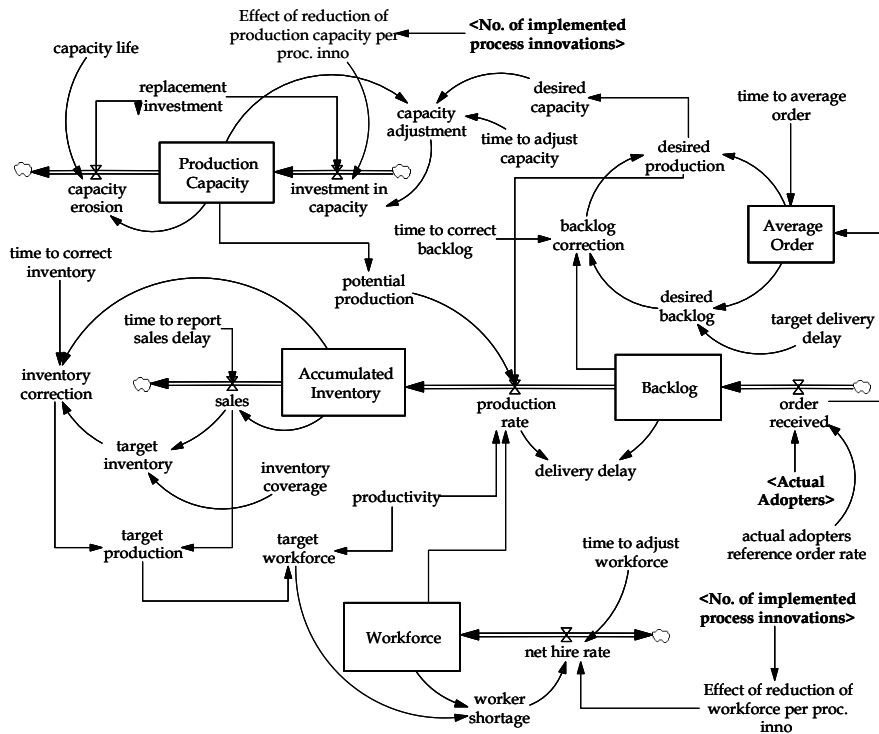 Effect of reduction of
production capacity per
proc. inno
<No. of implemented
process innovations>
capacity life
replacement
investment
desired
capacity
time to average
order
capacity
adjustment
time to adjust
capacity
desired
production
Production
Capacity
capacity
erosion
investment in
capacity
Average
Order
time to correct
backlog
backlog
correction
time to correct
inventory
potential
production
desired
backlog
time to report
sales delay
target delivery
delay
inventory
correction
Accumulated
Inventory
sales
production
rate
Backlog
order
received
target
inventory
inventory
coverage
delivery delay
<Actual
Adopters>
productivity
target
production
target
workforce
time to adjust
workforce
actual adopters
reference order rate
<No. of implemented
process innovations>
Workforce
net hire rate
worker
shortage
Effect of reduction of
workforce per proc.
inno